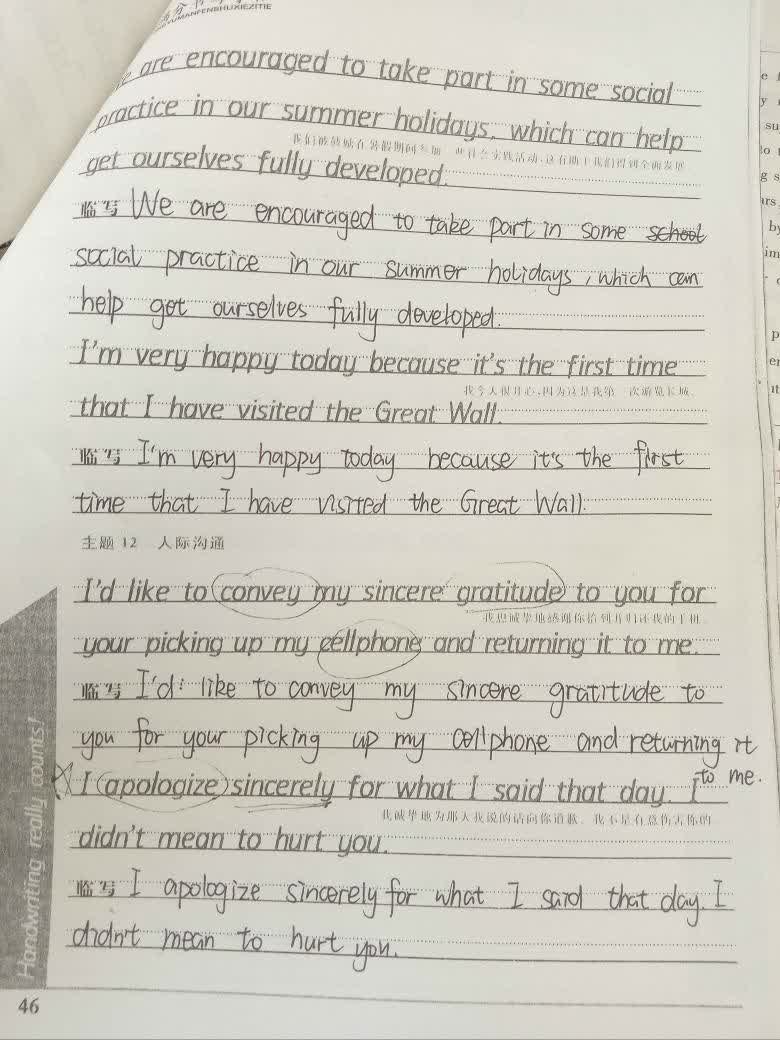 are encouraged to take part in some social
practice in our summer holidays, which can help
我们被鼓励在暑假期间参加一些社会实践活动,这有助于我们得到全面发展
get ourselves fully developed.
临写 We are encouraged to take part in some school
social practice in our summer holidays, which can
help get ourselves fully developed.
I'm very happy today because it's the first time
我今天很开心,因为这是我第一次游览长城
that I have visited the Great Wall.
临写 I'm very happy today because it's the first
time that I have visited the Great Wall.
主题12 人际沟通
I'd like to convey my sincere gratitude to you for
我想诚挚地感谢你拾到并归还我的手机
your picking up my cellphone and returning it to me.
临写 I'd like to convey my sincere gratitude to
you for your picking up my cellphone and returning it
to me.
I apologize sincerely for what I said that day. I
我诚挚地为那天我说的话向你道歉。我不是有意伤害你的
didn't mean to hurt you.
临写 I apologize sincerely for what I said that day. I
didn't mean to hurt you.
Handwriting really counts!
46